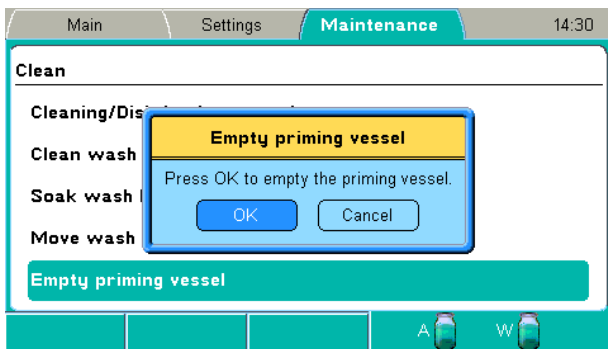 Main Settings Maintenance 14:30
Clean
Cleaning/Dis
Clean wash
Soak wash
Move wash
Empty priming vessel
Empty priming vessel
Press OK to empty the priming vessel.
OK Cancel
A W